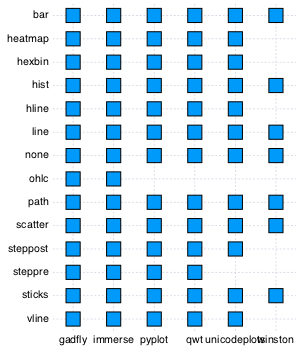 bar
heatmap
hexbin
hist
hline
line
none
ohlc
path
scatter
steppost
steppre
sticks
vline
gadfly immerse pyplot qwt unicodeplots winston